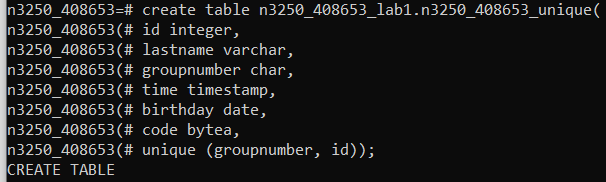 n3250_408653=# create table n3250_408653_lab1.n3250_408653_unique(
n3250_408653(# id integer,
n3250_408653(# lastname varchar,
n3250_408653(# groupnumber char,
n3250_408653(# time timestamp,
n3250_408653(# birthday date,
n3250_408653(# code bytea,
n3250_408653(# unique (groupnumber, id));
CREATE TABLE